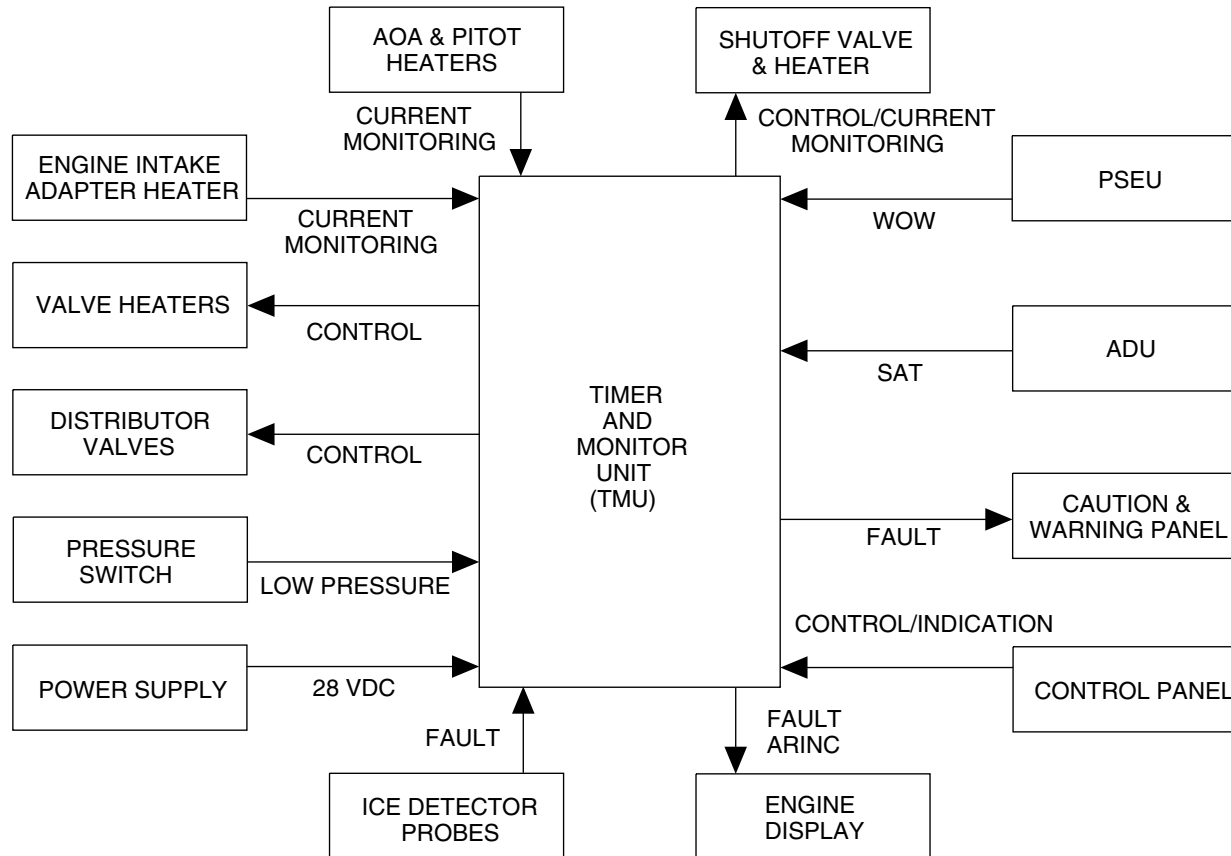 AOA & PITOT
HEATERS
SHUTOFF VALVE
& HEATER
CURRENT
MONITORING
CONTROL/CURRENT
MONITORING
ENGINE INTAKE
ADAPTER HEATER
CURRENT
MONITORING
PSEU
WOW
VALVE HEATERS
CONTROL
ADU
SAT
DISTRIBUTOR
VALVES
CONTROL
TIMER
AND
MONITOR
UNIT
(TMU)
CAUTION &
WARNING PANEL
FAULT
PRESSURE
SWITCH
LOW PRESSURE
CONTROL/INDICATION
POWER SUPPLY
28 VDC
CONTROL PANEL
FAULT
FAULT
ARINC
ICE DETECTOR
PROBES
ENGINE
DISPLAY